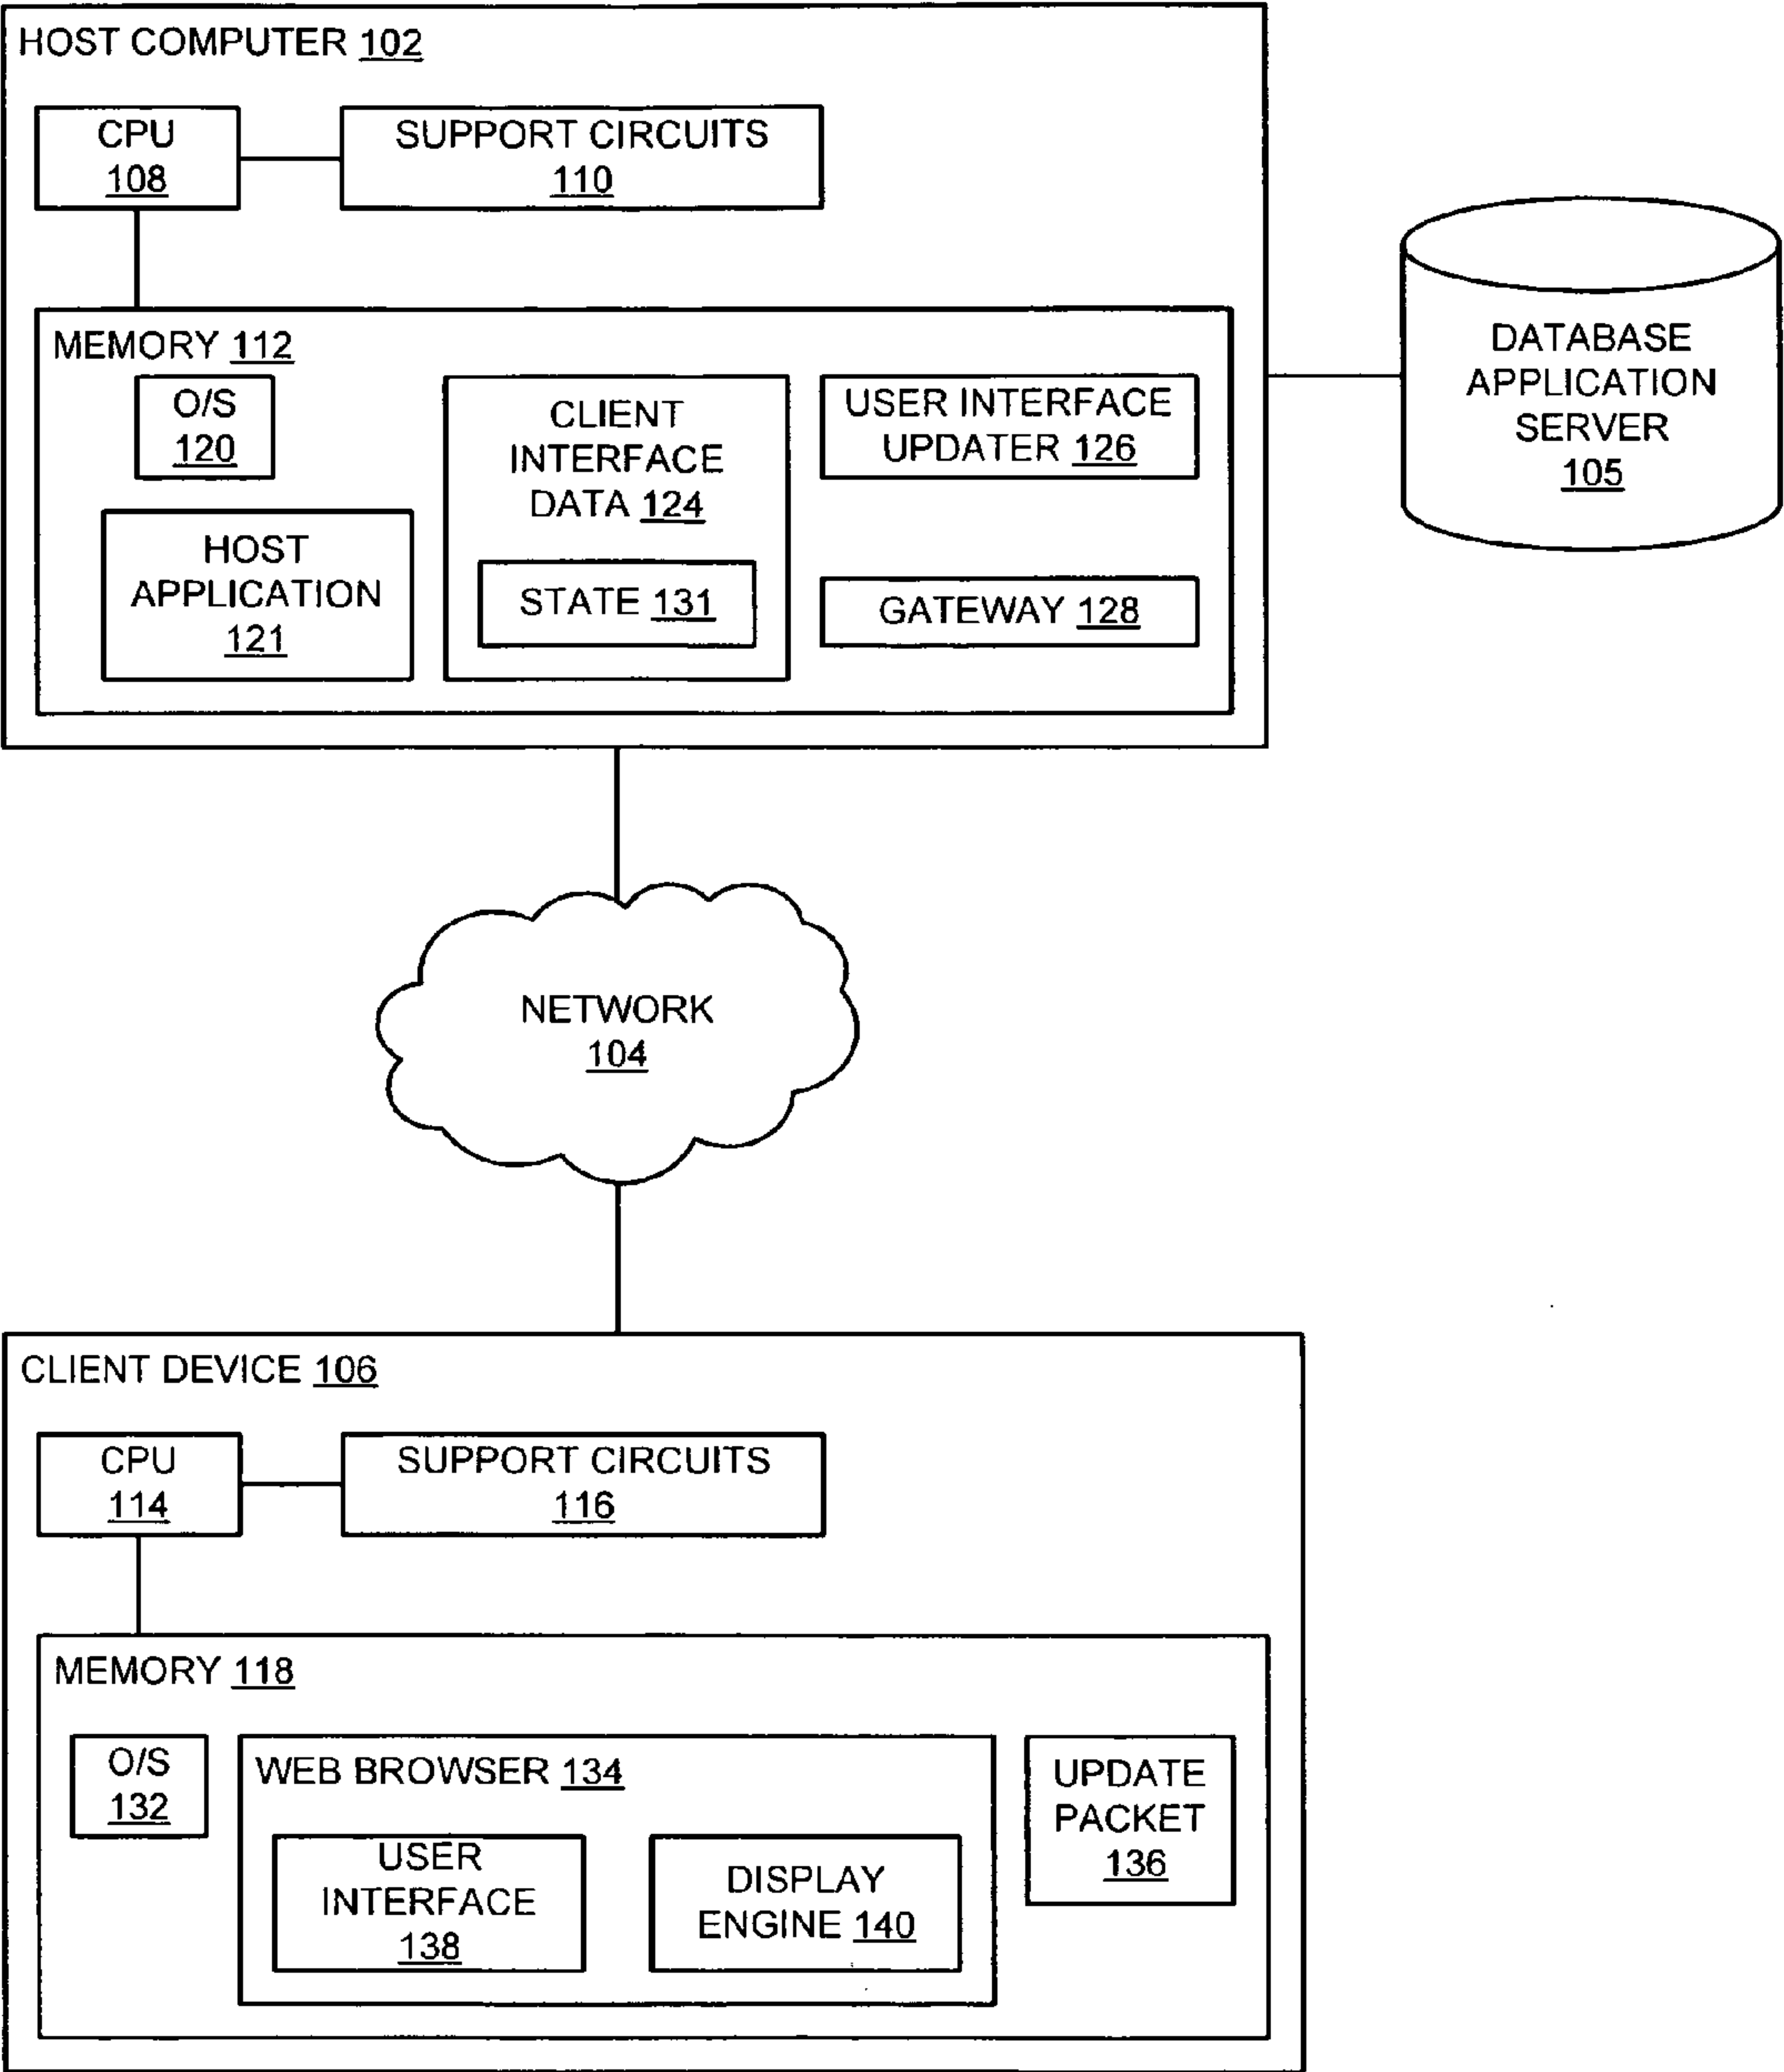 HOST COMPUTER 102
CPU
108
SUPPORT CIRCUITS
110
MEMORY 112
O/S
120
HOST
APPLICATION
121
CLIENT
INTERFACE
DATA 124
STATE 131
USER INTERFACE
UPDATER 126
GATEWAY 128
DATABASE
APPLICATION
SERVER
105
NETWORK
104
CLIENT DEVICE 106
CPU
114
SUPPORT CIRCUITS
116
MEMORY 118
O/S
132
WEB BROWSER 134
USER
INTERFACE
138
DISPLAY
ENGINE 140
UPDATE
PACKET
136